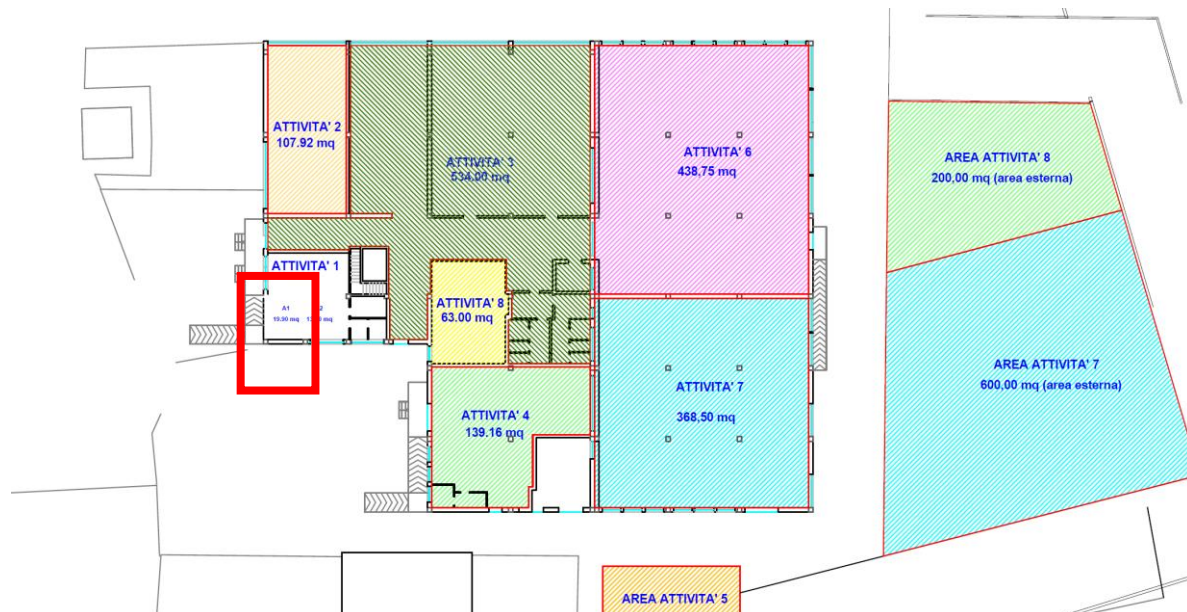 ATTIVITA' 2
107.92 mq
ATTIVITA' 3
534,00 mq
ATTIVITA' 6
438,75 mq
AREA ATTIVITA' 8
200,00 mq (area esterna)
ATTIVITA' 1
A1
19.90 mq
ATTIVITA' 8
63.00 mq
ATTIVITA' 7
368,50 mq
AREA ATTIVITA' 7
600,00 mq (area esterna)
ATTIVITA' 4
139.16 mq
AREA ATTIVITA' 5